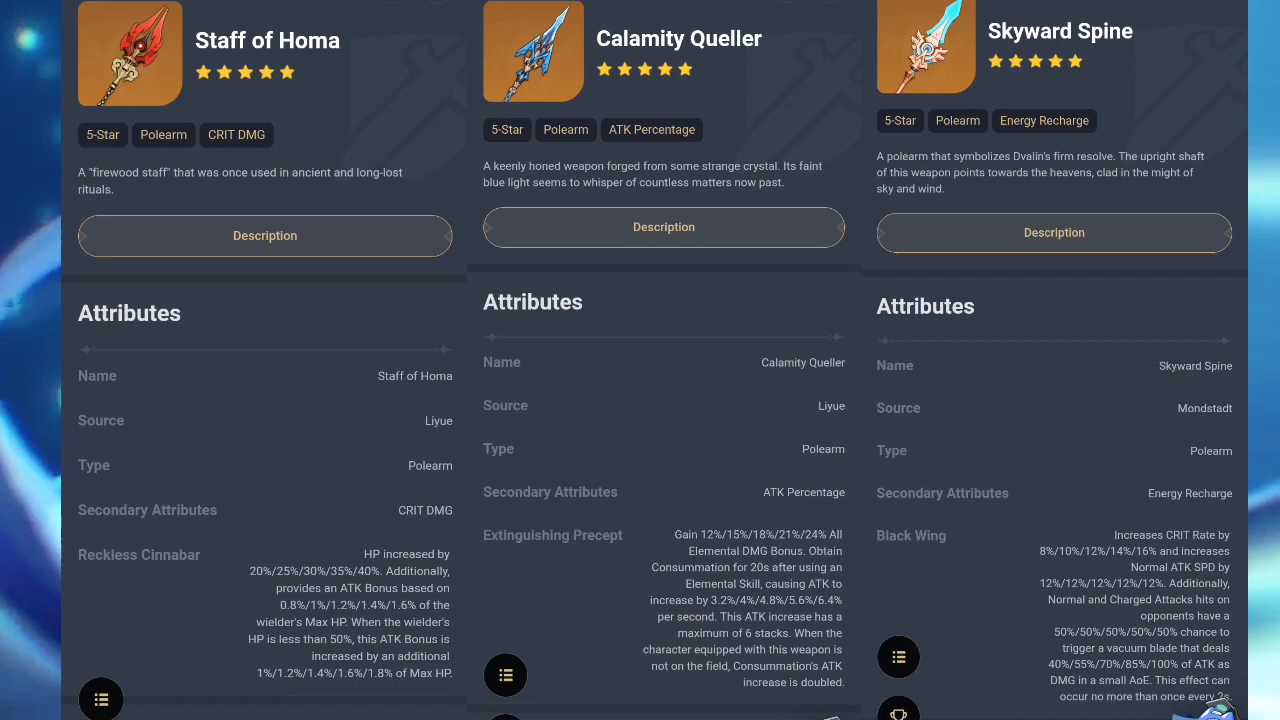 Staff of Homa
5-Star
Polearm
CRIT DMG
A "firewood staff" that was once used in ancient and long-lost
rituals.
Description
Attributes
Name
Staff of Homa
Source
Liyue
Type
Polearm
Secondary Attributes
CRIT DMG
Reckless Cinnabar
HP increased by
20%/25%/30%/35%/40%. Additionally,
provides an ATK Bonus based on
0.8%/1%/1.2%/1.4%/1.6% of the
wielder's Max HP. When the wielder's
HP is less than 50%, this ATK Bonus is
increased by an additional
1%/1.2%/1.4%/1.6%/1.8% of Max HP.
Calamity Queller
5-Star
Polearm
ATK Percentage
A keenly honed weapon forged from some strange crystal. Its faint
blue light seems to whisper of countless matters now past.
Description
Attributes
Name
Calamity Queller
Source
Liyue
Type
Polearm
Secondary Attributes
ATK Percentage
Extinguishing Precept
Gain 12%/15%/18%/21%/24% All
Elemental DMG Bonus. Obtain
Consummation for 20s after using an
Elemental Skill, causing ATK to
increase by 3.2%/4%/4.8%/5.6%/6.4%
per second. This ATK increase has a
maximum of 6 stacks. When the
character equipped with this weapon is
not on the field, Consummation's ATK
increase is doubled.
Skyward Spine
5-Star
Polearm
Energy Recharge
A polearm that symbolizes Dvalin's firm resolve. The upright shaft
of this weapon points towards the heavens, clad in the might of
sky and wind.
Description
Attributes
Name
Skyward Spine
Source
Mondstadt
Type
Polearm
Secondary Attributes
Energy Recharge
Black Wing
Increases CRIT Rate by
8%/10%/12%/14%/16% and increases
Normal ATK SPD by
12%/12%/12%/12%/12%. Additionally,
Normal and Charged Attacks hits on
opponents have a
50%/50%/50%/50%/50% chance to
trigger a vacuum blade that deals
40%/55%/70%/85%/100% of ATK as
DMG in a small AoE. This effect can
occur no more than once every 2s.